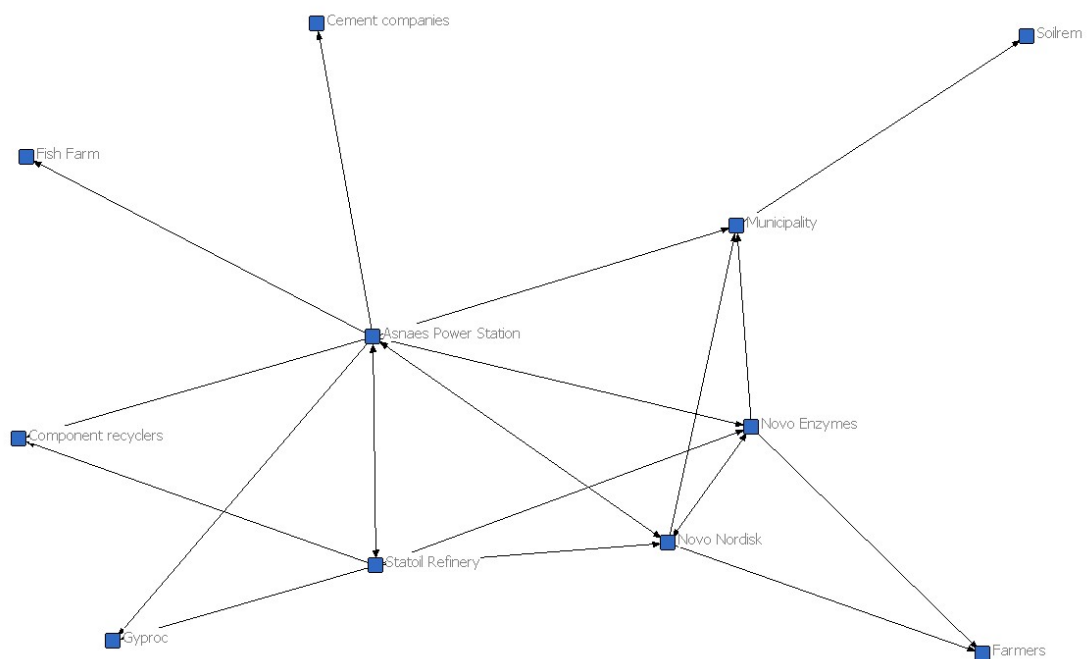 Cement companies
Soilrem
Fish Farm
Municipality
Asnaes Power Station
Novo Enzymes
Component recyclers
Novo Nordisk
Statoil Refinery
Gyproc
Farmers